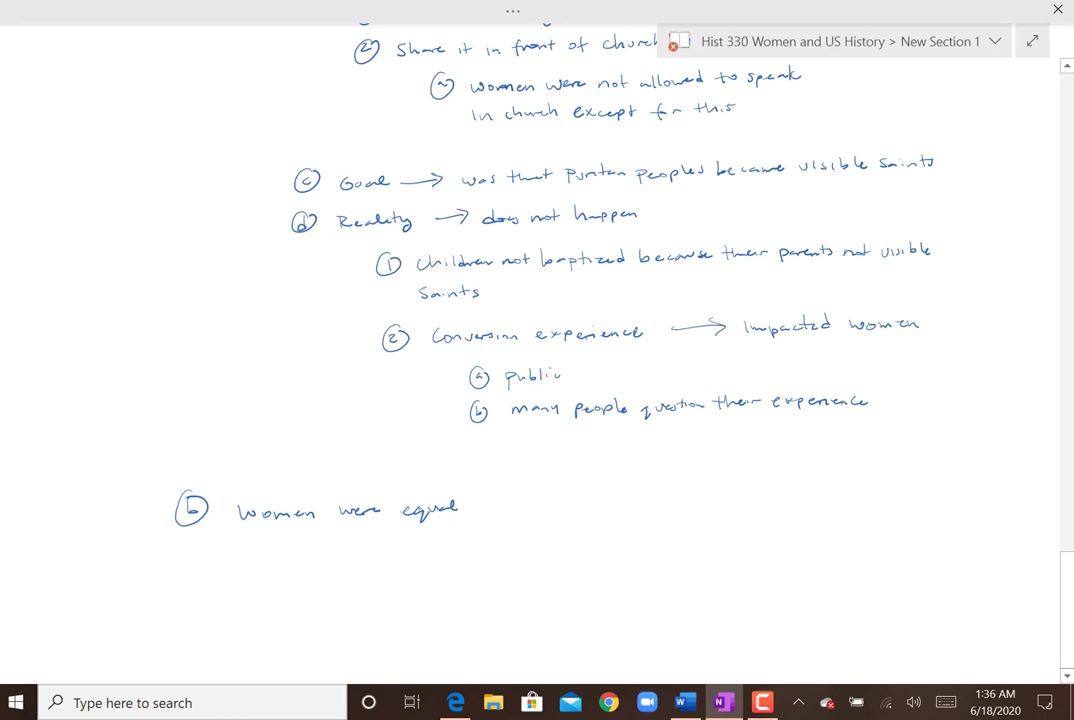 ...
② Share it in front of church
Hist 330 Women and US History > New Section 1
ⓐ women were not allowed to speak
in church except for this
ⓒ Goal → was that Puritan peoples became visible saints
ⓓ Reality → does not happen
① Children not baptized because their parents not visible
saints
② Conversion experience → impacted women
ⓐ public
ⓑ many people question their experience
ⓑ women were equal
Type here to search
1:36 AM
6/18/2020